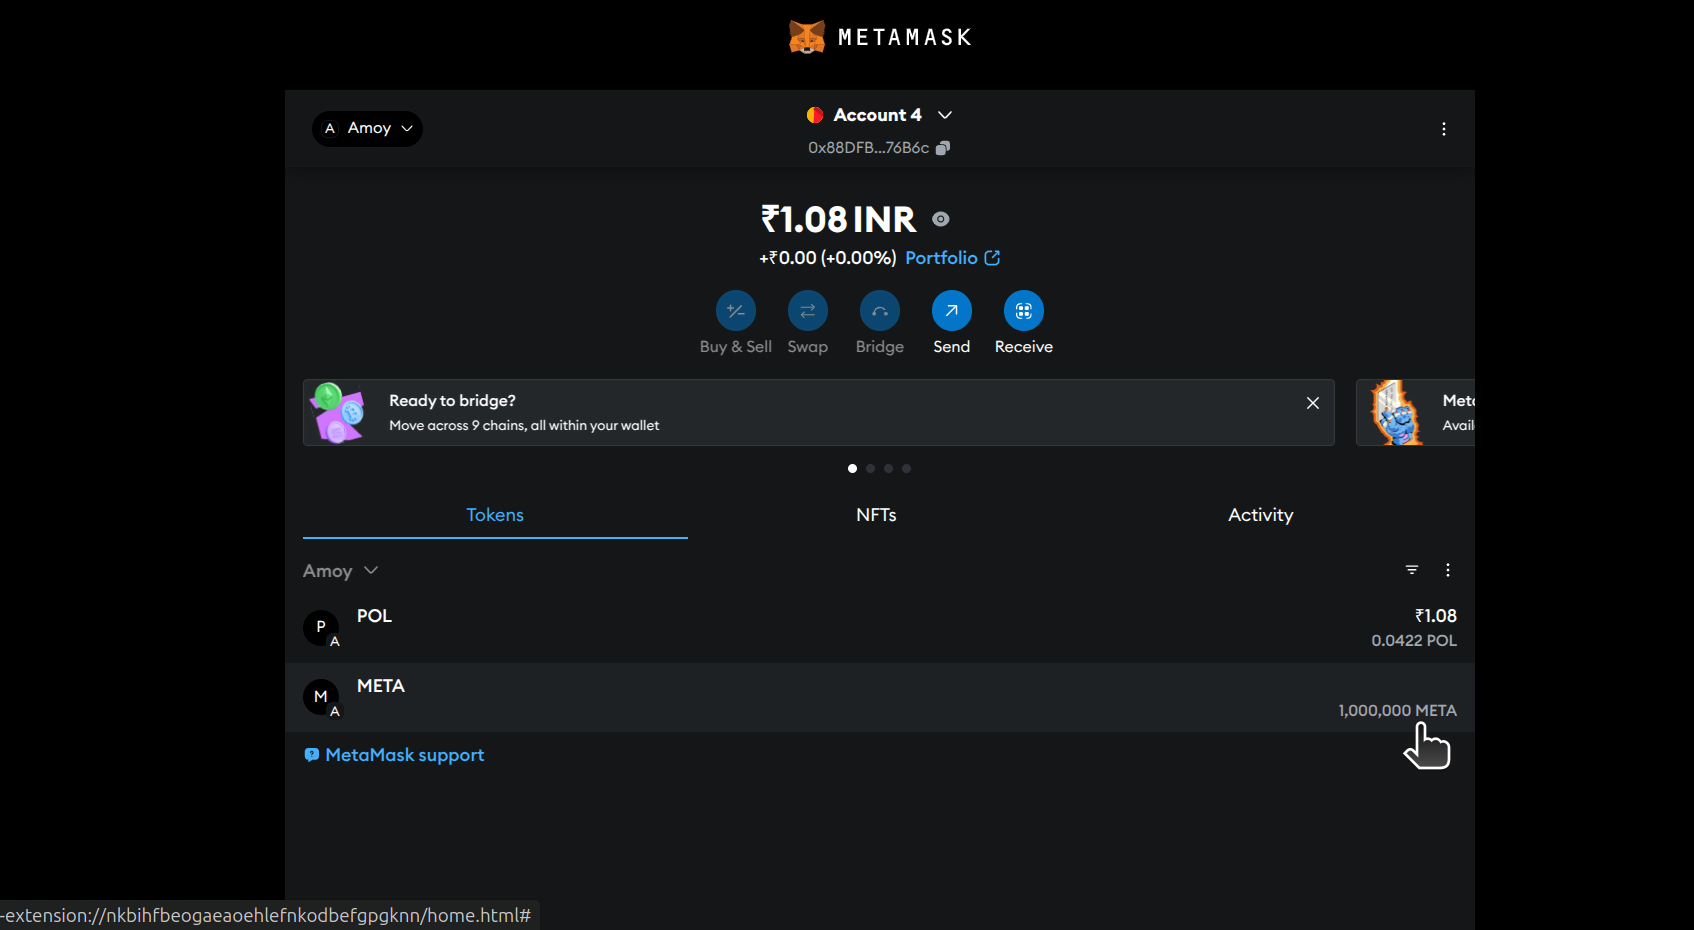 METAMASK
A Amoy
Account 4
0x88DFB...76B6c
₹1.08 INR
+₹0.00 (+0.00%) Portfolio
Buy & Sell Swap Bridge Send Receive
Ready to bridge?
Move across 9 chains, all within your wallet
Tokens NFTs Activity
Amoy
P A POL ₹1.08
0.0422 POL
M A META
1,000,000 META
MetaMask support
-extension://nkbihfbeogaeaoehlefnkodbefgpgknn/home.html#